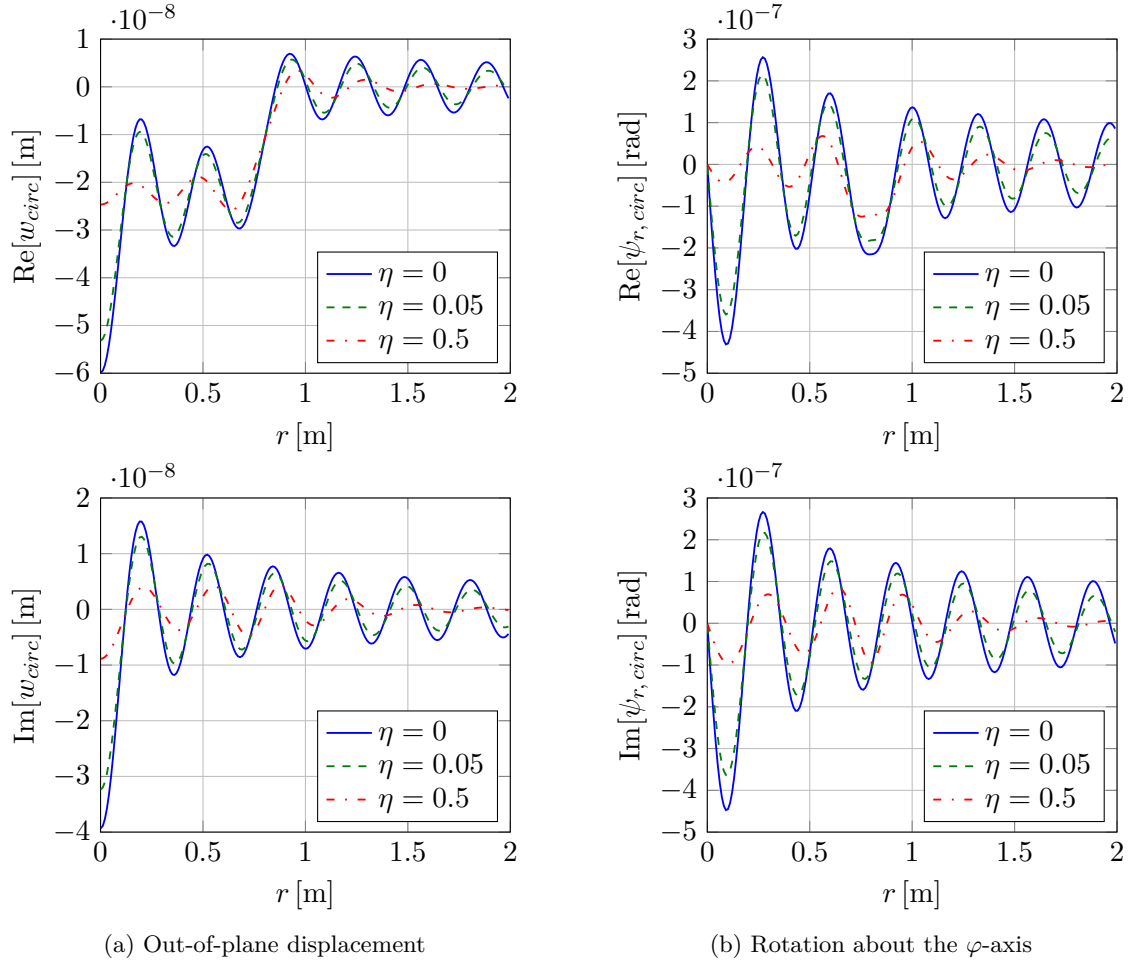 ·10⁻⁸
1
0
−1
−2
−3
−4
−5
−6
Re[w_circ] [m]
η = 0
η = 0.05
η = 0.5
0 0.5 1 1.5 2
r [m]
·10⁻⁷
3
2
1
0
−1
−2
−3
−4
−5
Re[ψ_{r,circ}] [rad]
η = 0
η = 0.05
η = 0.5
0 0.5 1 1.5 2
r [m]
·10⁻⁸
2
1
0
−1
−2
−3
−4
Im[w_circ] [m]
η = 0
η = 0.05
η = 0.5
0 0.5 1 1.5 2
r [m]
·10⁻⁷
3
2
1
0
−1
−2
−3
−4
−5
Im[ψ_{r,circ}] [rad]
η = 0
η = 0.05
η = 0.5
0 0.5 1 1.5 2
r [m]
(a) Out-of-plane displacement
(b) Rotation about the φ-axis